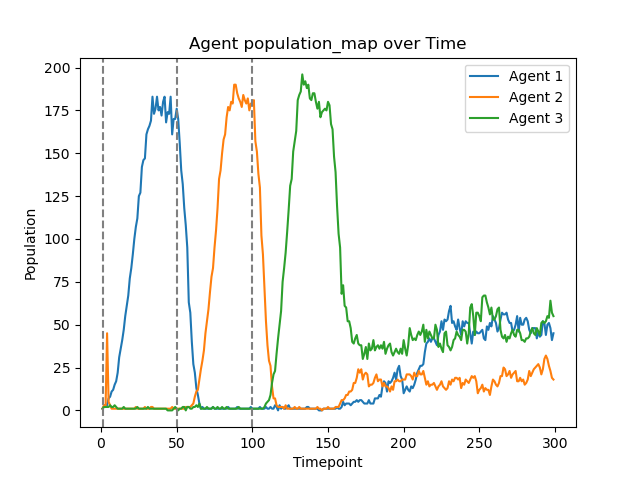 Agent population_map over Time
Agent 1
Agent 2
Agent 3
Population
200
175
150
125
100
75
50
25
0
0 50 100 150 200 250 300
Timepoint